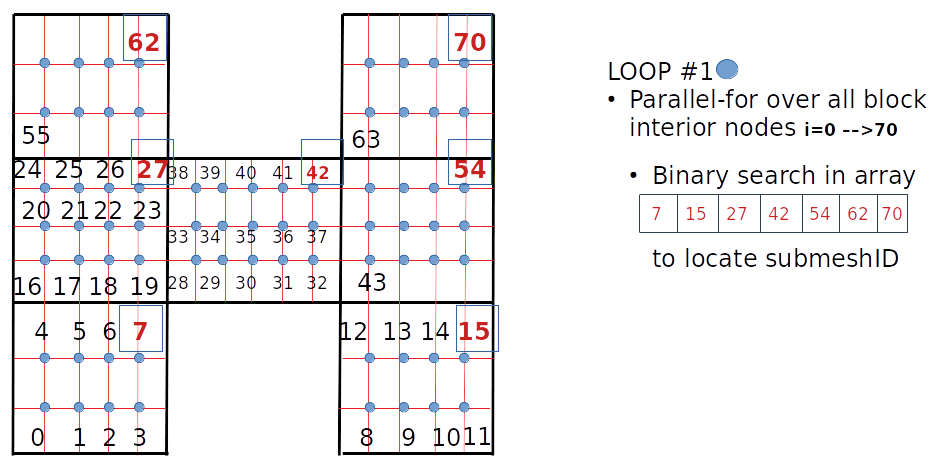 62 70
LOOP #1
• Parallel-for over all block
interior nodes i=0 -->70
55 63
24 25 26 27 38 39 40 41 42 54
• Binary search in array
20 21 22 23
7 15 27 42 54 62 70
33 34 35 36 37
to locate submeshID
16 17 18 19 28 29 30 31 32 43
4 5 6 7 12 13 14 15
0 1 2 3 8 9 10 11